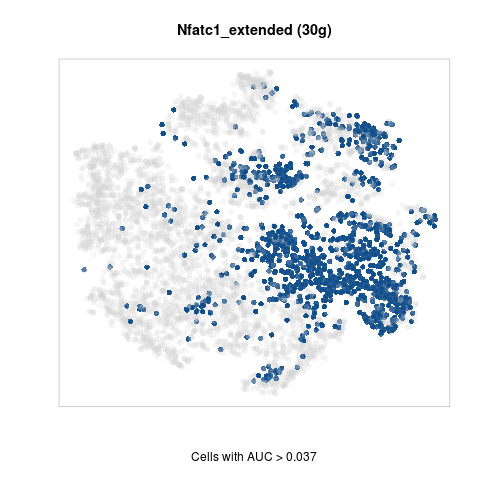 Nfatc1_extended (30g)
Cells with AUC > 0.037